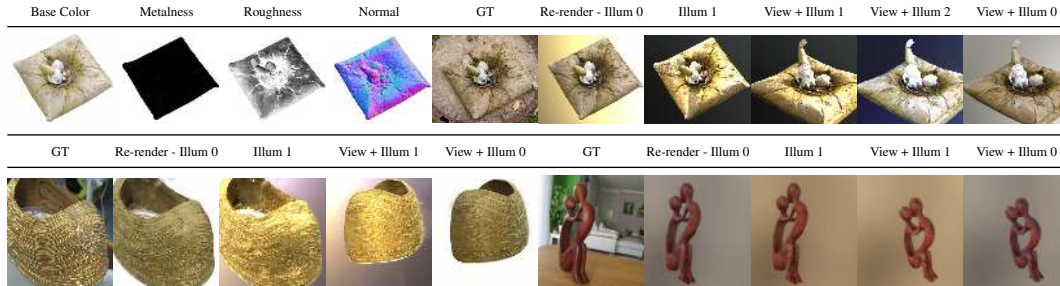 Base Color Metalness Roughness Normal GT Re-render - Illum 0 Illum 1 View + Illum 1 View + Illum 2 View + Illum 0
GT Re-render - Illum 0 Illum 1 View + Illum 1 View + Illum 0 GT Re-render - Illum 0 Illum 1 View + Illum 1 View + Illum 0